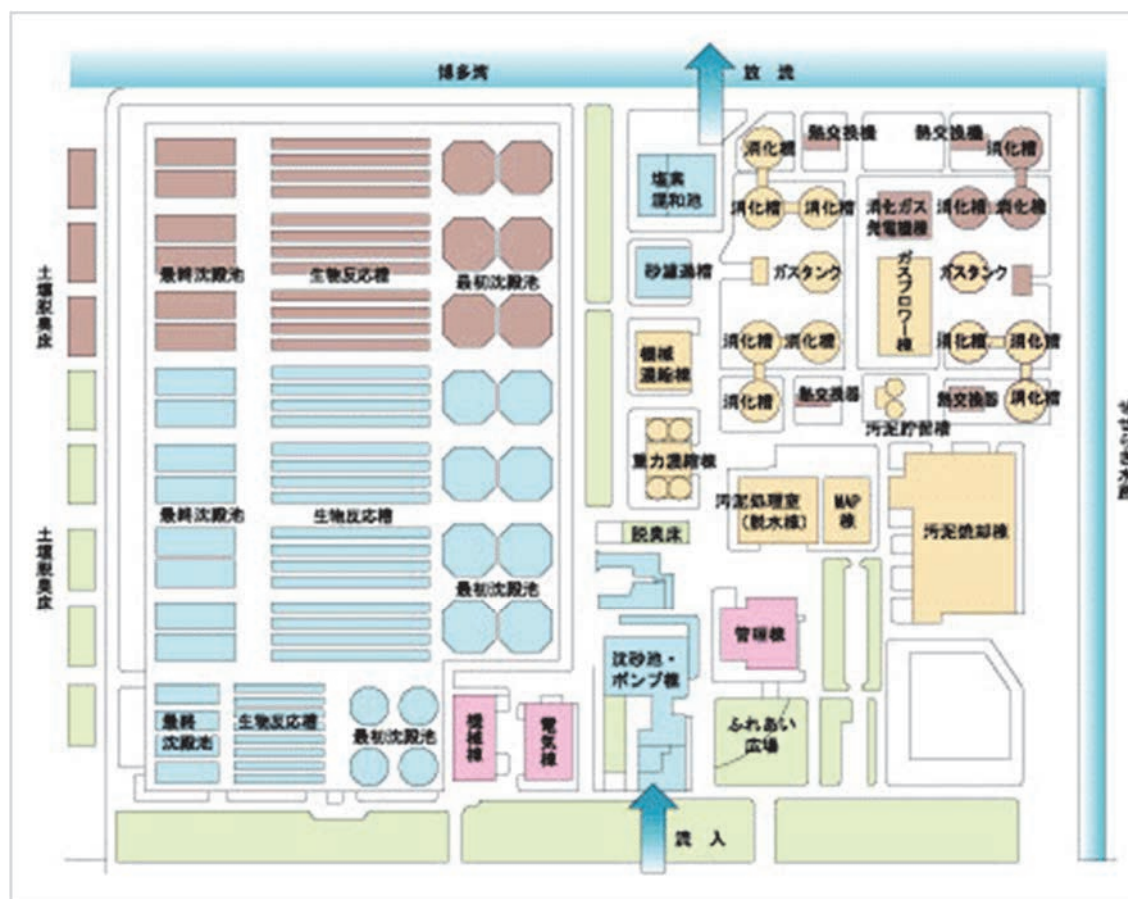 博多湾
放 流
消化槽
熱交換機
熱交換機
消化槽
塩素
混和池
消化槽
消化槽
消化ガス
発電機棟
消化槽
消化槽
土壌脱臭床
最終沈殿池
生物反応槽
最初沈殿池
砂濾過槽
ガスタンク
ガスブロワー棟
ガスタンク
機械
濃縮棟
消化槽
消化槽
消化槽
消化槽
消化槽
熱交換器
熱交換器
消化槽
汚泥貯留槽
重力濃縮棟
土壌脱臭床
最終沈殿池
生物反応槽
最初沈殿池
汚泥処理室
(脱水棟)
MAP
棟
汚泥焼却棟
脱臭床
管理棟
沈砂池・
ポンプ棟
最終
沈殿池
生物反応槽
最初沈殿池
機械棟
電気棟
ふれあい
広場
流 入